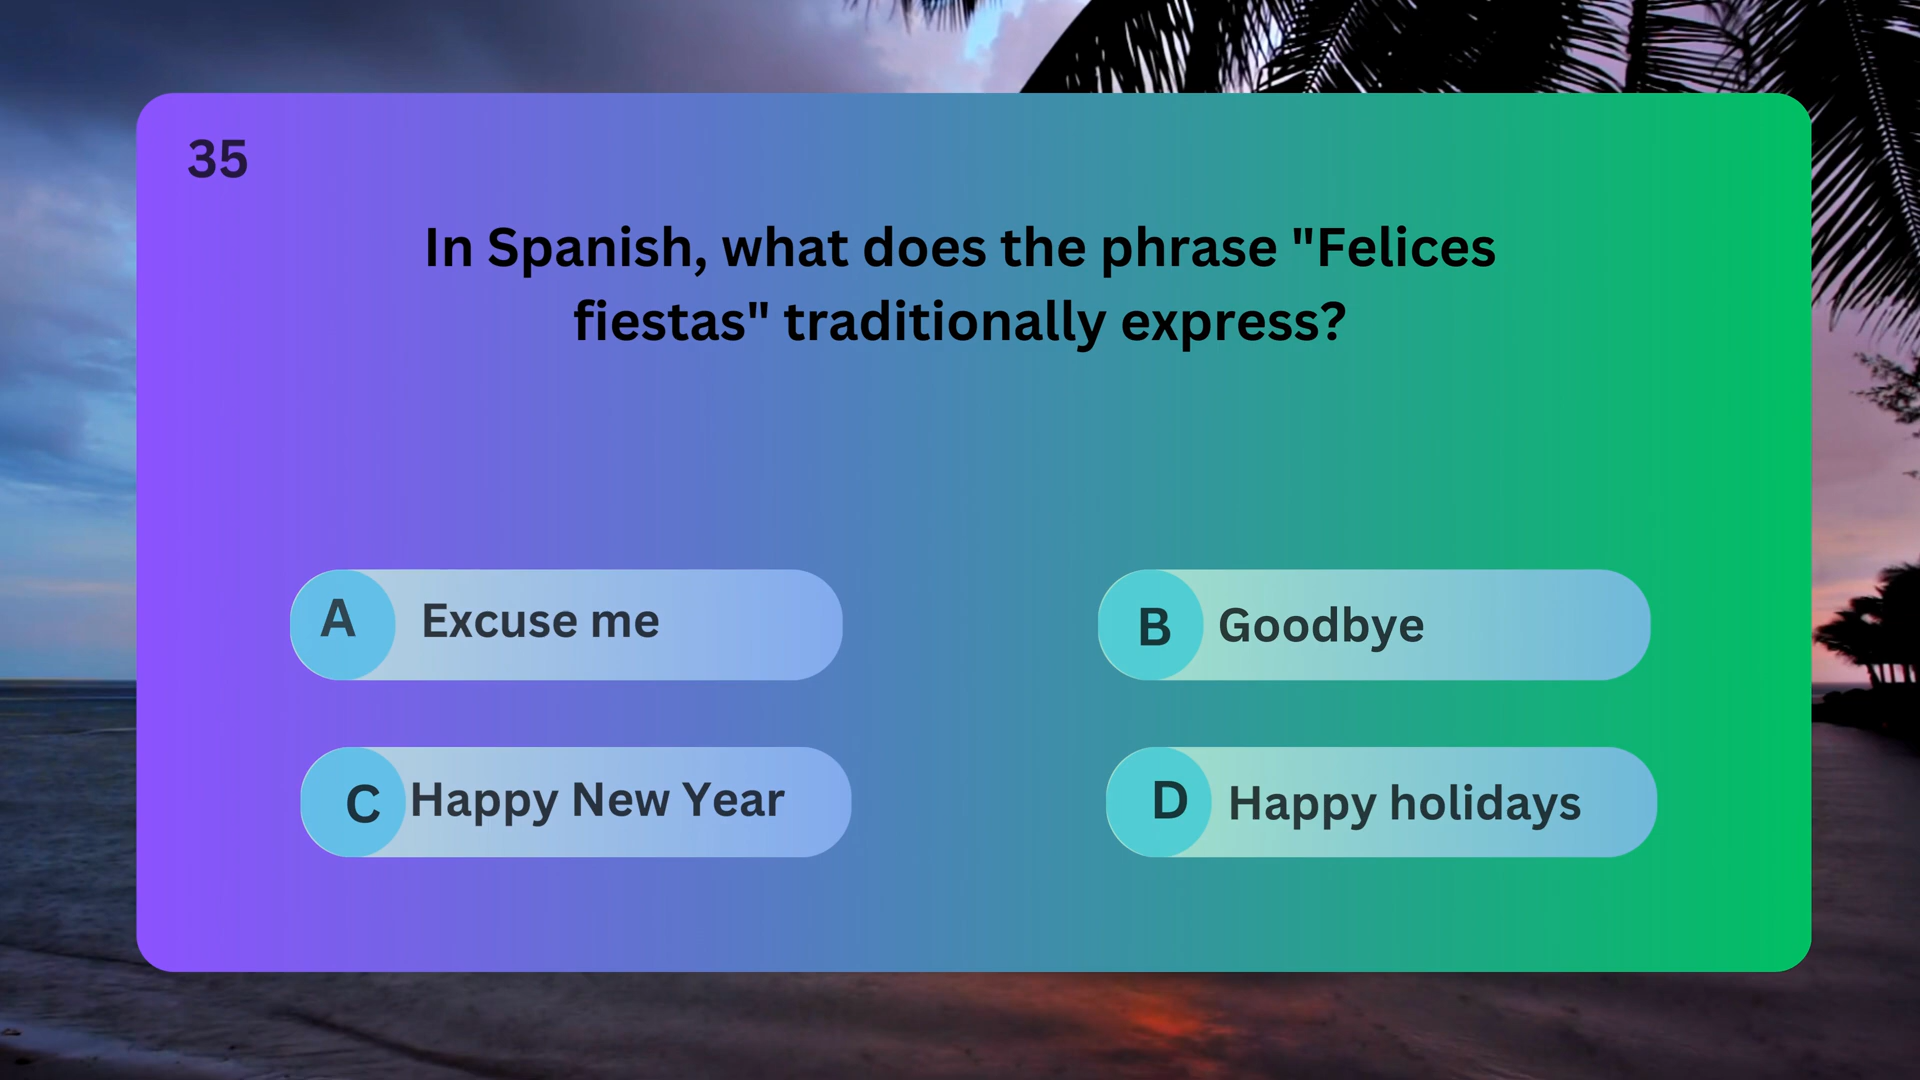 35
In Spanish, what does the phrase "Felices
fiestas" traditionally express?
A Excuse me
B Goodbye
C Happy New Year
D Happy holidays